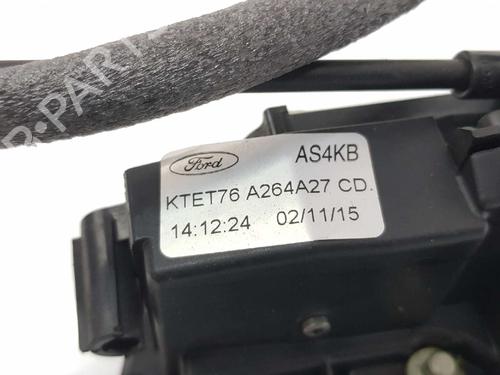 Ford AS4KB
KTET76 A264A27 CD.
14:12:24 02/11/15